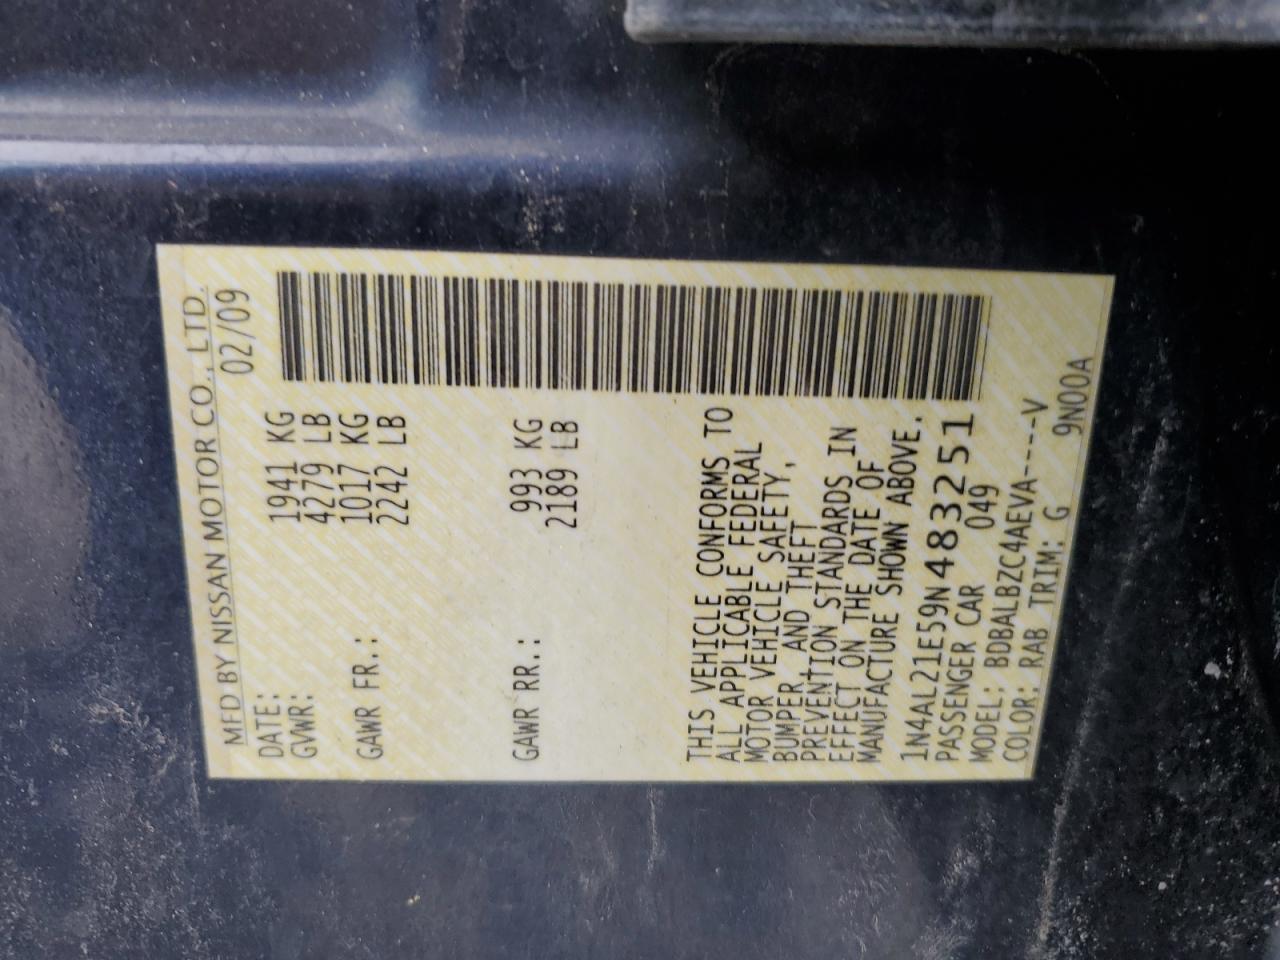 MFD BY NISSAN MOTOR CO., LTD.
DATE: 02/09
GVWR: 1941 KG
4279 LB
GAWR FR.: 1017 KG
2242 LB
GAWR RR.: 993 KG
2189 LB
THIS VEHICLE CONFORMS TO
ALL APPLICABLE FEDERAL
MOTOR VEHICLE SAFETY,
BUMPER, AND THEFT
PREVENTION STANDARDS IN
EFFECT ON THE DATE OF
MANUFACTURE SHOWN ABOVE.
1N4AL21E59N483251
PASSENGER CAR 049
MODEL: BDBALBZC4AEVA----V
COLOR: RAB TRIM: G 9N00A